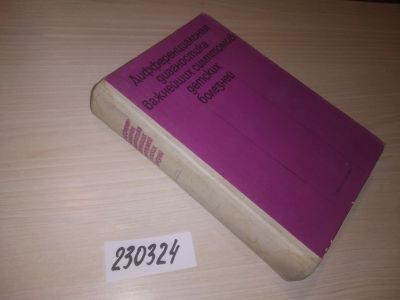 Дифференциальная
диагностика
важнейших симптомов
детских
болезней
230324